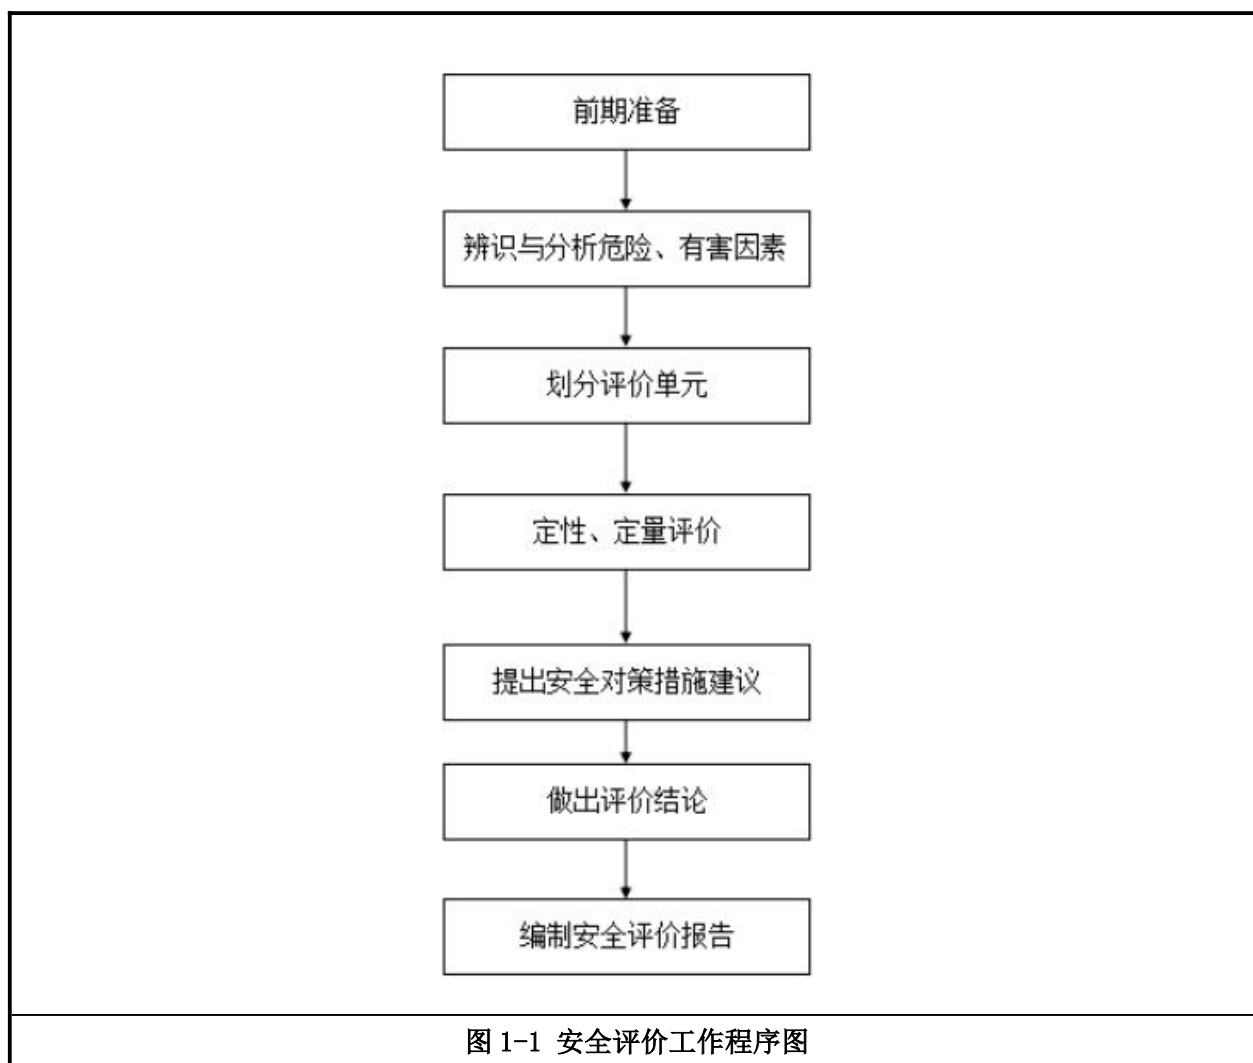 前期准备
辨识与分析危险、有害因素
划分评价单元
定性、定量评价
提出安全对策措施建议
做出评价结论
编制安全评价报告
图 1-1 安全评价工作程序图